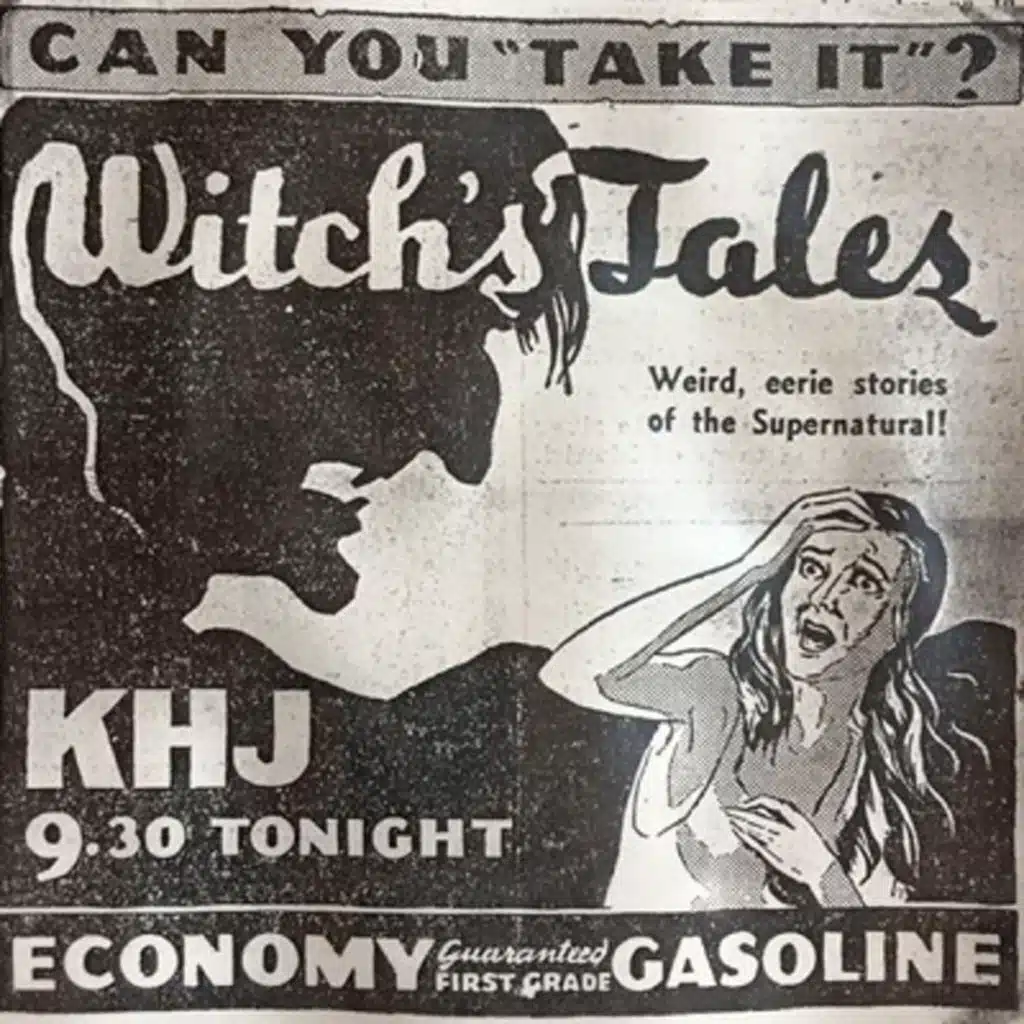 CAN YOU "TAKE IT"?
Witch's Tales
Weird, eerie stories
of the Supernatural!
KHJ
9.30 TONIGHT
ECONOMY Guaranteed FIRST GRADE GASOLINE